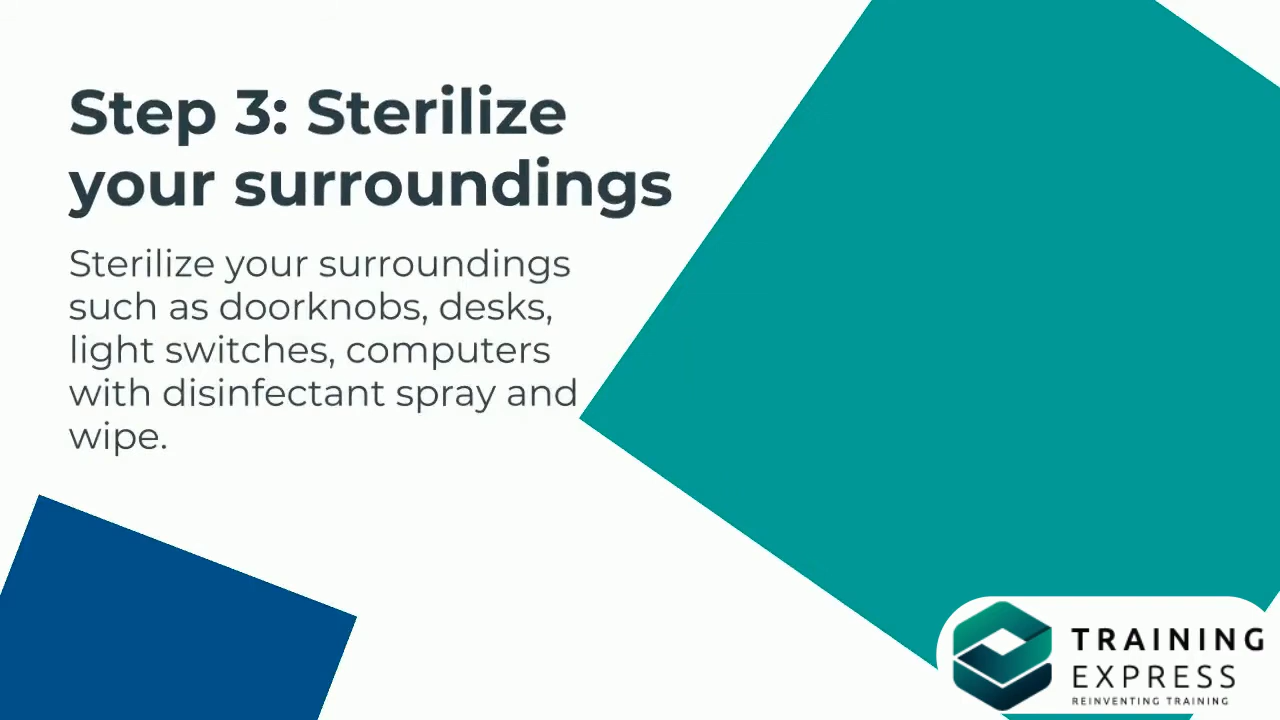 Step 3: Sterilize
your surroundings
Sterilize your surroundings
such as doorknobs, desks,
light switches, computers
with disinfectant spray and
wipe.
TRAINING
EXPRESS
REINVENTING TRAINING